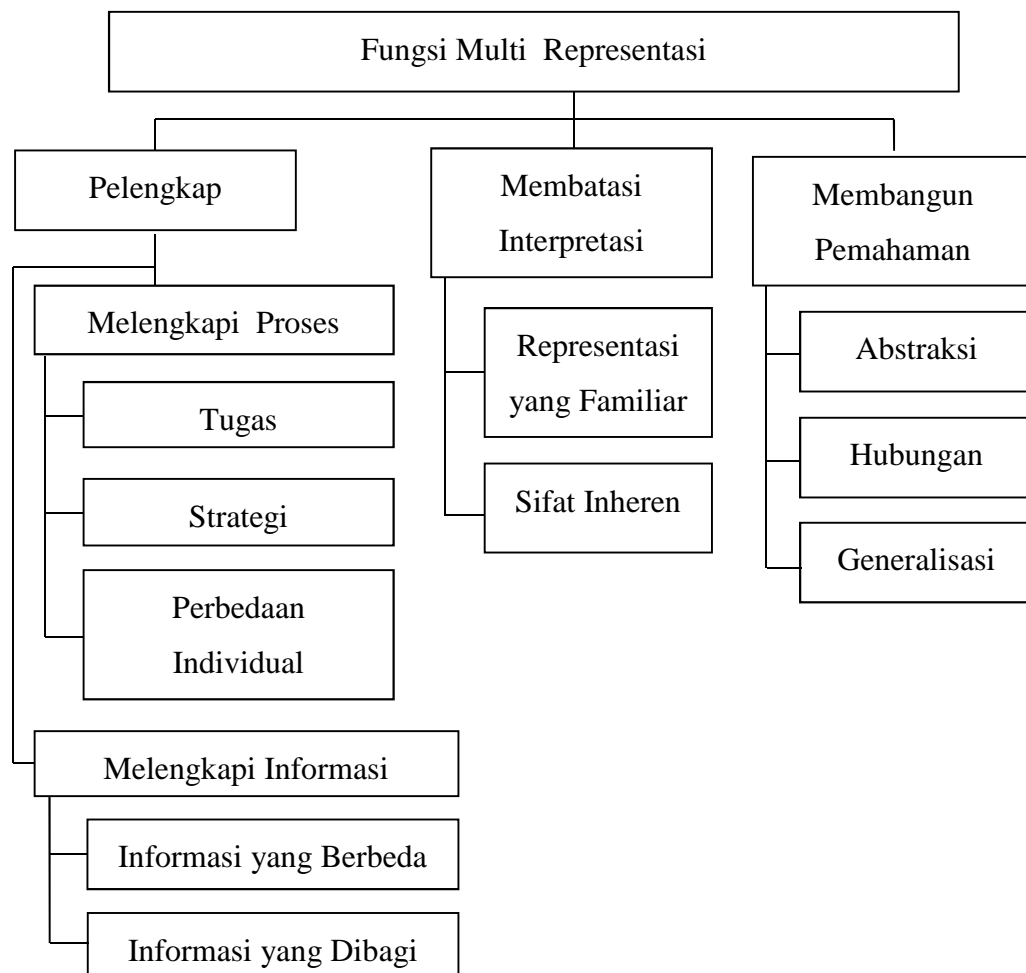 Fungsi Multi Representasi
Pelengkap
Melengkapi Proses
Tugas
Strategi
Perbedaan
Individual
Melengkapi Informasi
Informasi yang Berbeda
Informasi yang Dibagi
Membatasi
Interpretasi
Representasi
yang Familiar
Sifat Inheren
Membangun
Pemahaman
Abstraksi
Hubungan
Generalisasi